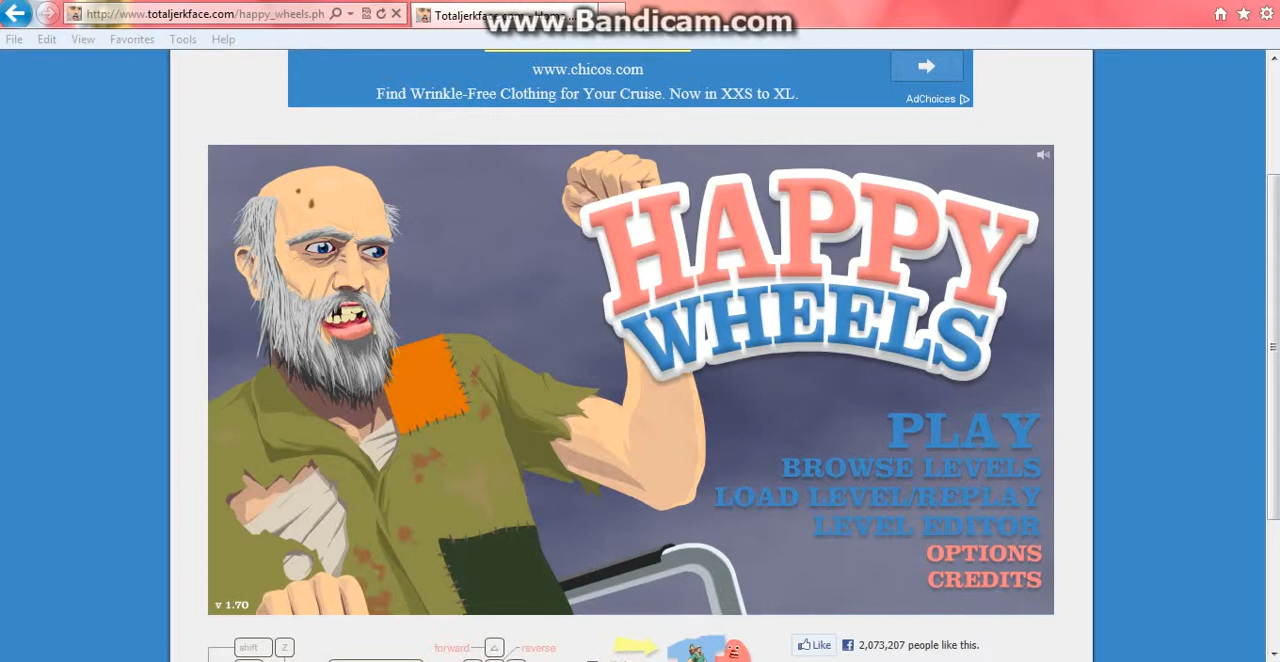 www.Bandicam.com
http://www.totaljerkface.com/happy_wheels.ph
File Edit View Favorites Tools Help
www.chicos.com
Find Wrinkle-Free Clothing for Your Cruise. Now in XXS to XL.
AdChoices
HAPPY
WHEELS
PLAY
BROWSE LEVELS
LOAD LEVEL/REPLAY
LEVEL EDITOR
OPTIONS
CREDITS
v 1.70
shift Z
forward reverse
Like 2,073,207 people like this.